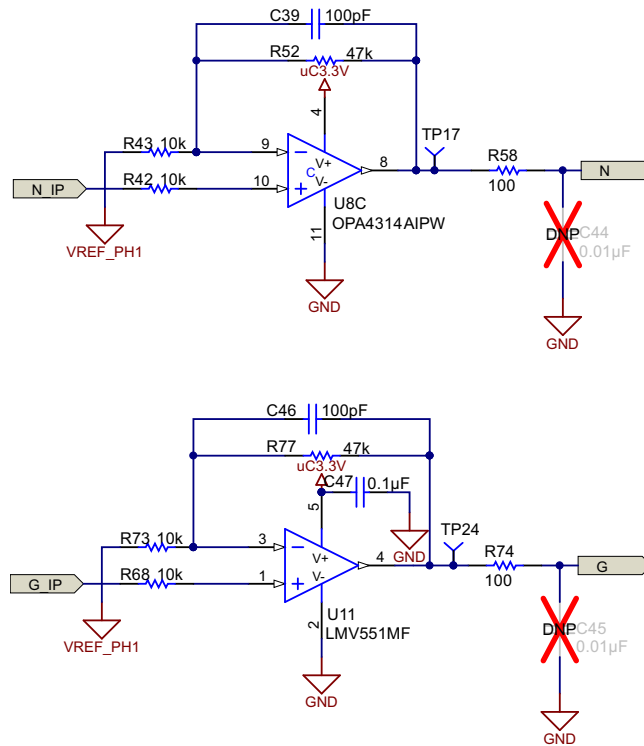 C39 100pF
R52 47k
uC3.3V
4
TP17
R43 10k 9 8 R58 N
C V+
N_IP R42 10k 10 V- 100
U8C
OPA4314AIPW
11
DNP C44
0.01µF
VREF_PH1
GND
GND
C46 100pF
R77 47k
uC3.3V
C47 0.1µF
5
GND
TP24
R73 10k 3 4 R74 G
V+
G_IP R68 10k 1 V- 100
U11
LMV551MF
2
DNP C45
0.01µF
VREF_PH1
GND
GND